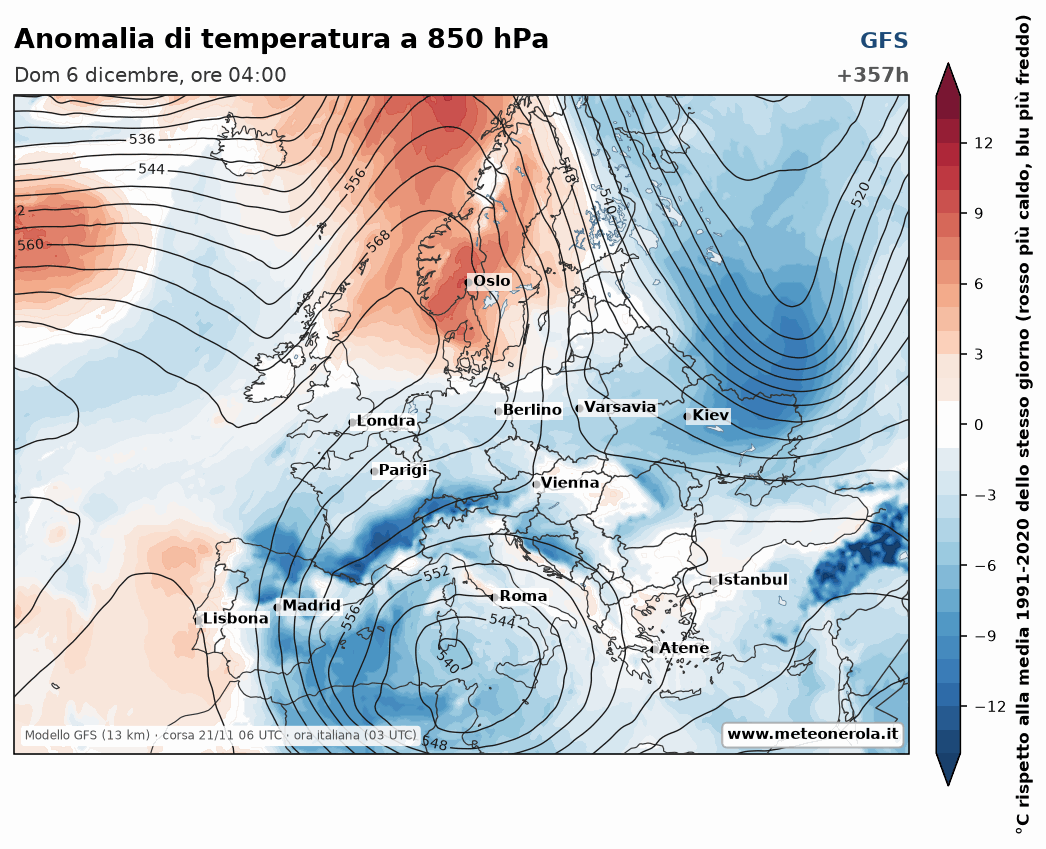 Anomalia di temperatura a 850 hPa
GFS
Dom 6 dicembre, ore 04:00
+357h
536
544
556
568
548
540
520
2
560
Oslo
Londra
Berlino
Varsavia
Kiev
Parigi
Vienna
552
Istanbul
Roma
Madrid
Lisbona
556
544
Atene
540
548
Modello GFS (13 km) · corsa 21/11 06 UTC · ora italiana (03 UTC)
www.meteonerola.it
12
9
6
3
0
−3
−6
−9
−12
°C rispetto alla media 1991-2020 dello stesso giorno (rosso più caldo, blu più freddo)